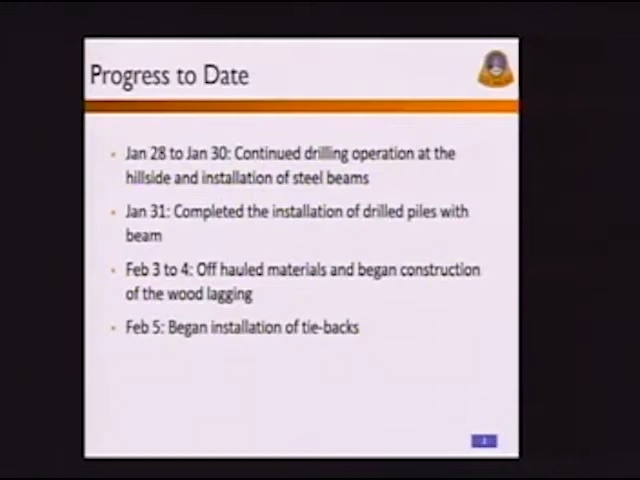 Progress to Date
Jan 28 to Jan 30: Continued drilling operation at the
hillside and installation of steel beams
Jan 31: Completed the installation of drilled piles with
beam
Feb 3 to 4: Off hauled materials and began construction
of the wood lagging
Feb 5: Began installation of tie-backs